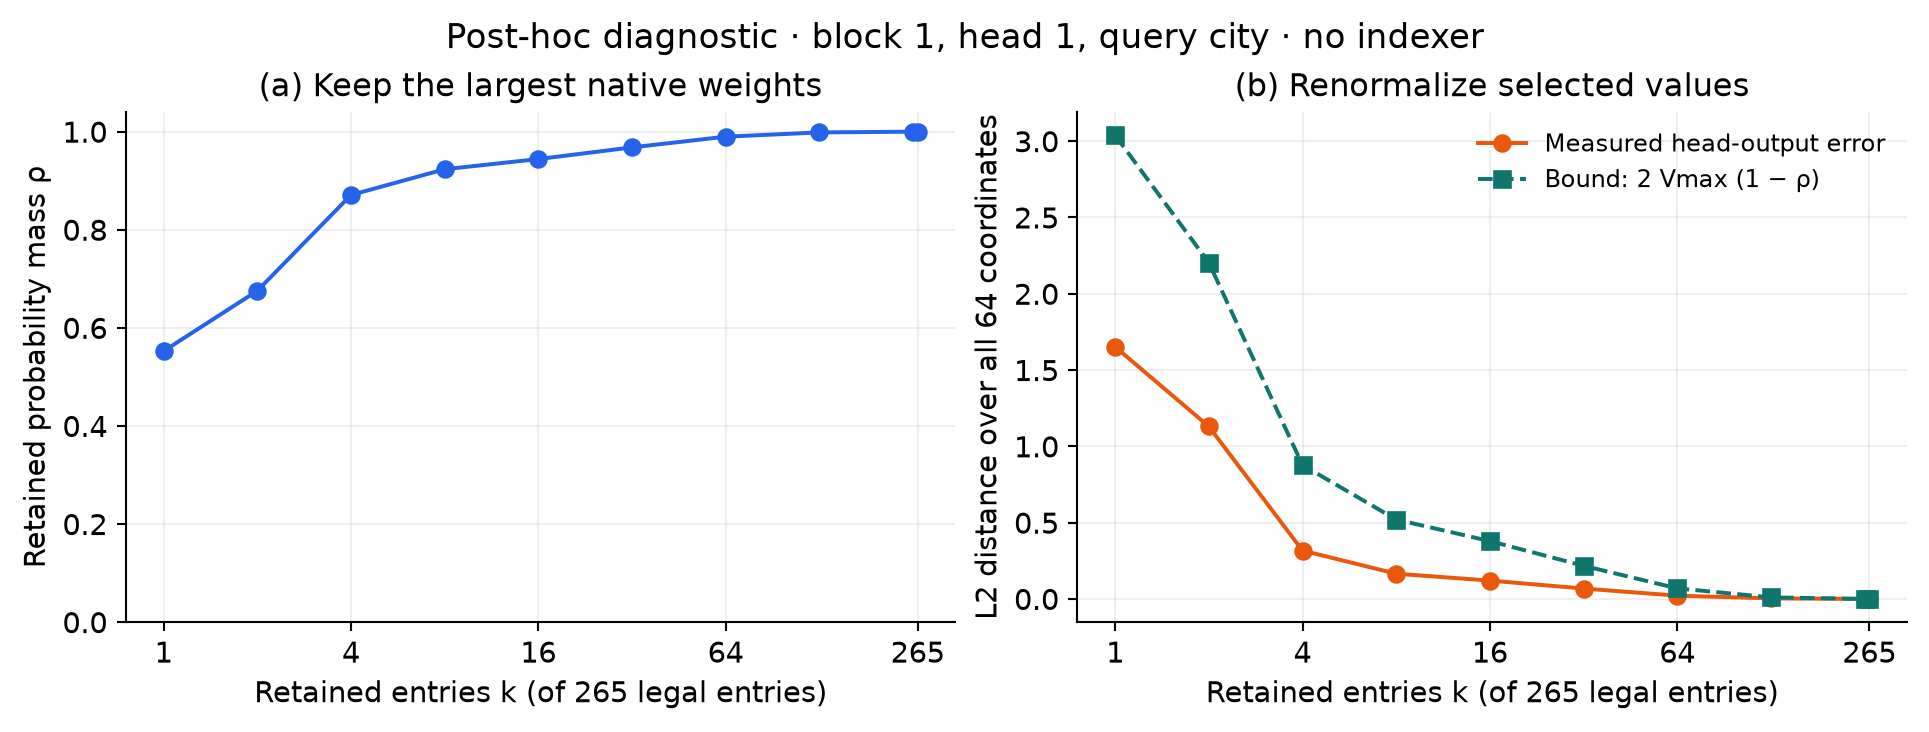 Post-hoc diagnostic · block 1, head 1, query city · no indexer
(a) Keep the largest native weights
Retained probability mass ρ
1.0
0.8
0.6
0.4
0.2
0.0
1 4 16 64 265
Retained entries k (of 265 legal entries)
(b) Renormalize selected values
L2 distance over all 64 coordinates
3.0
2.5
2.0
1.5
1.0
0.5
0.0
Measured head-output error
Bound: 2 Vmax (1 − ρ)
1 4 16 64 265
Retained entries k (of 265 legal entries)